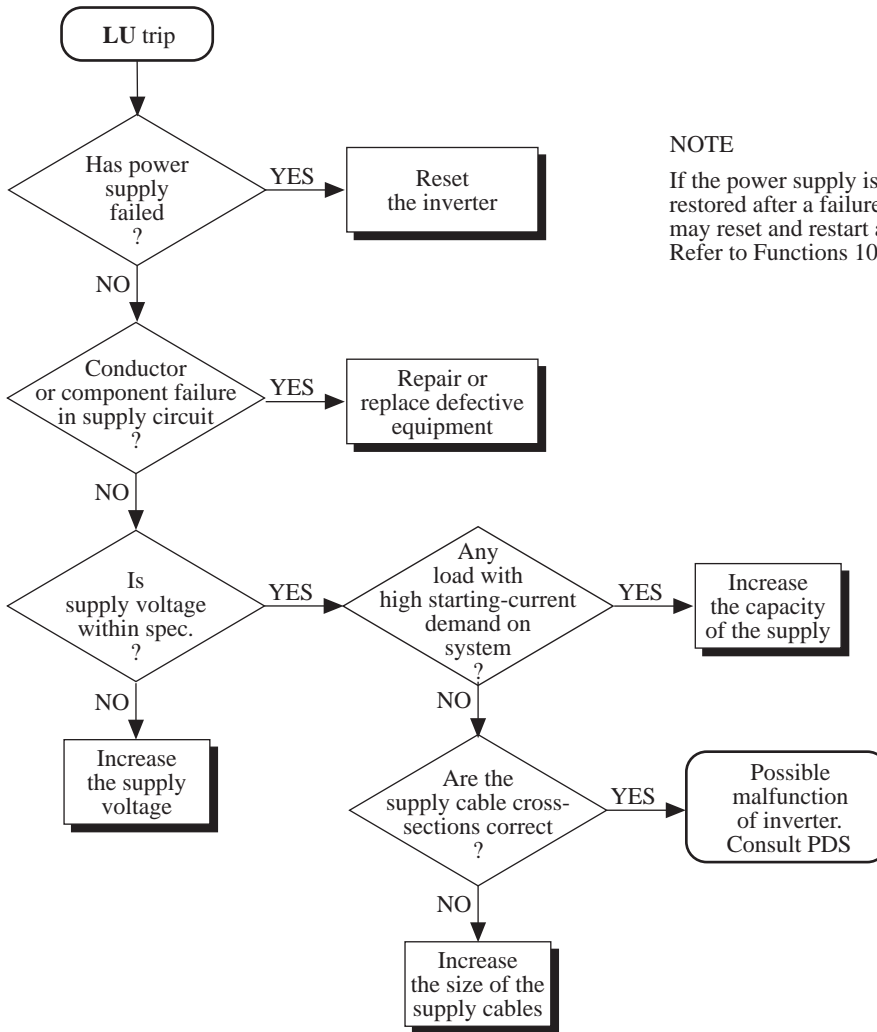 LU trip
Has power
supply
failed
?
YES
Reset
the inverter
NOTE
If the power supply is
restored after a failure
may reset and restart a
Refer to Functions 10
NO
Conductor
or component failure
in supply circuit
?
YES
Repair or
replace defective
equipment
NO
Is
supply voltage
within spec.
?
YES
Any
load with
high starting-current
demand on
system
?
YES
Increase
the capacity
of the supply
NO
Increase
the supply
voltage
NO
Are the
supply cable cross-
sections correct
?
YES
Possible
malfunction
of inverter.
Consult PDS
NO
Increase
the size of the
supply cables